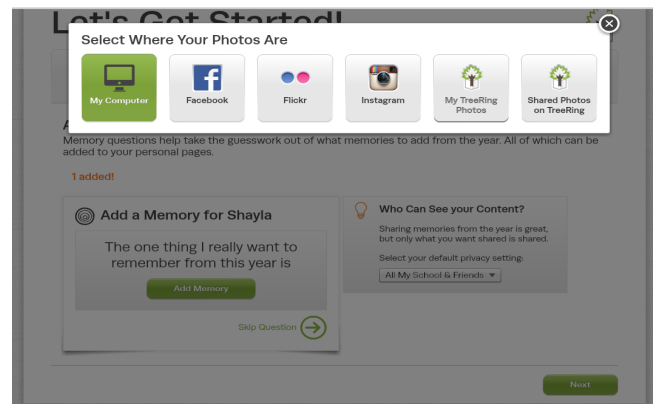 Let's Get Started!
Select Where Your Photos Are
My Computer
Facebook
Flickr
Instagram
My TreeRing
Photos
Shared Photos
on TreeRing
Memory questions help take the guesswork out of what memories to add from the year. All of which can be
added to your personal pages.
1 added!
Add a Memory for Shayla
The one thing I really want to
remember from this year is
Add Memory
Skip Question
Who Can See your Content?
Sharing memories from the year is great,
but only what you want shared is shared.
Select your default privacy setting:
All My School & Friends
Next